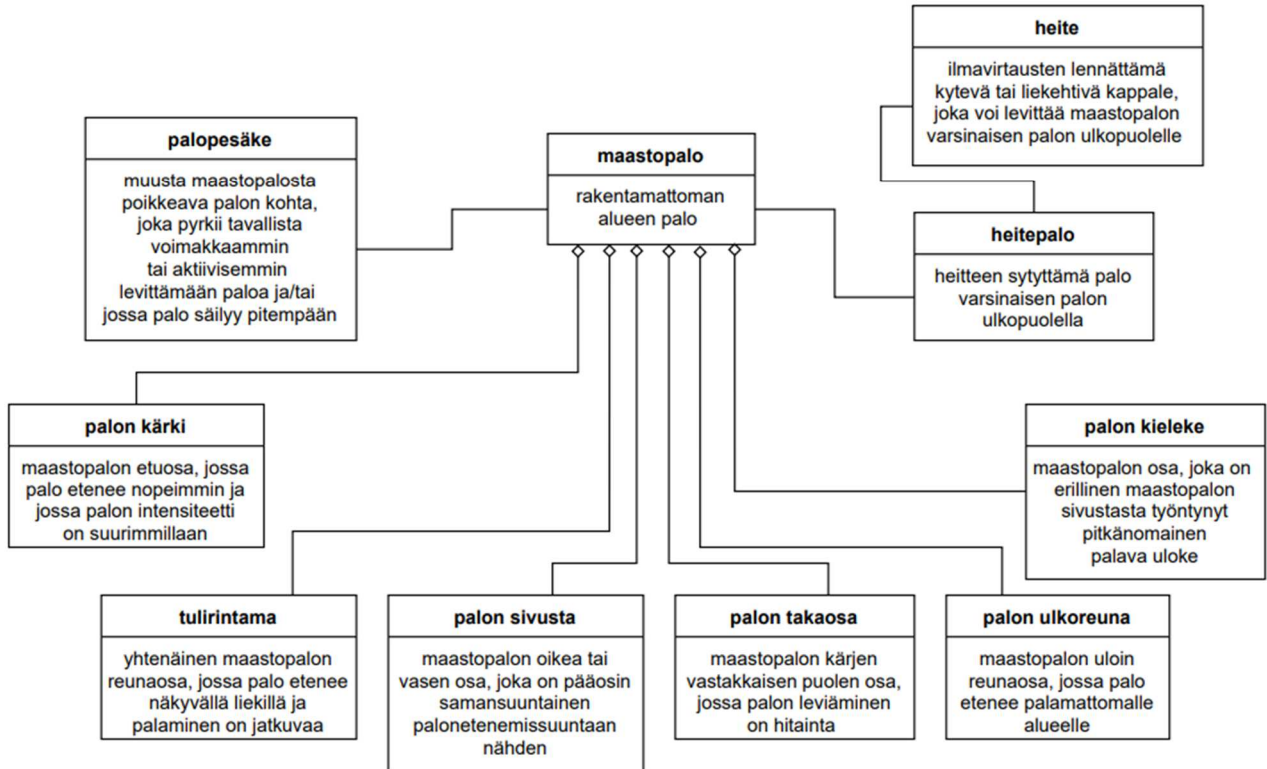 heite
ilmavirtausten lennättämä
kytevä tai liekehtivä kappale,
joka voi levittää maastopalon
varsinaisen palon ulkopuolelle
palopesäke
muusta maastopalosta
poikkeava palon kohta,
joka pyrkii tavallista
voimakkaammin
tai aktiivisemmin
levittämään paloa ja/tai
jossa palo säilyy pitempään
maastopalo
rakentamattoman
alueen palo
heitepalo
heitteen sytyttämä palo
varsinaisen palon
ulkopuolella
palon kärki
maastopalon etuosa, jossa
palo etenee nopeimmin ja
jossa palon intensiteetti
on suurimmillaan
palon kieleke
maastopalon osa, joka on
erillinen maastopalon
sivustasta työntynyt
pitkänomainen
palava uloke
tulirintama
yhtenäinen maastopalon
reunaosa, jossa palo etenee
näkyvällä liekillä ja
palaminen on jatkuvaa
palon sivusta
maastopalon oikea tai
vasen osa, joka on pääosin
samansuuntainen
palonetenemissuuntaan
nähden
palon takaosa
maastopalon kärjen
vastakkaisen puolen osa,
jossa palon leviäminen
on hitainta
palon ulkoreuna
maastopalon uloin
reunaosa, jossa palo
etenee palamattomalle
alueelle